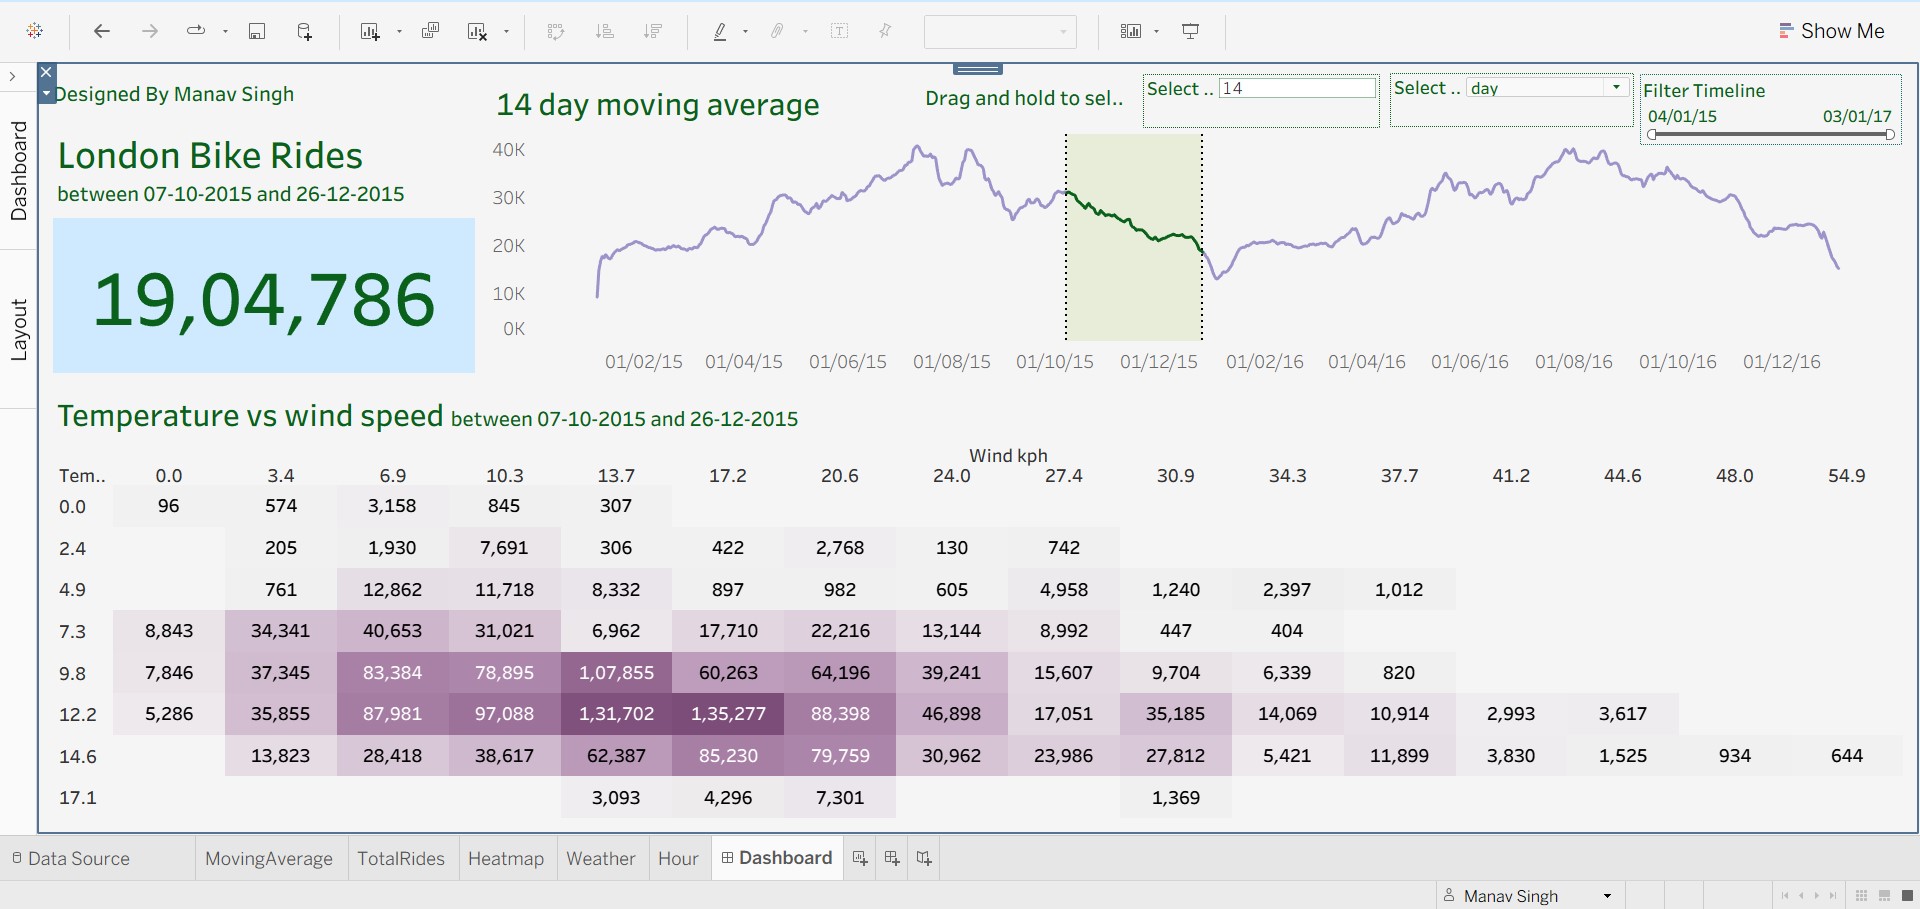 Show Me
Dashboard
Layout
Designed By Manav Singh
London Bike Rides
between 07-10-2015 and 26-12-2015
19,04,786
14 day moving average
Drag and hold to sel..
Select .. 14
Select .. day
Filter Timeline
04/01/15 03/01/17
40K
30K
20K
10K
0K
01/02/15 01/04/15 01/06/15 01/08/15 01/10/15 01/12/15 01/02/16 01/04/16 01/06/16 01/08/16 01/10/16 01/12/16
Temperature vs wind speed between 07-10-2015 and 26-12-2015
Wind kph
Tem.. 0.0 3.4 6.9 10.3 13.7 17.2 20.6 24.0 27.4 30.9 34.3 37.7 41.2 44.6 48.0 54.9
0.0 96 574 3,158 845 307
2.4 205 1,930 7,691 306 422 2,768 130 742
4.9 761 12,862 11,718 8,332 897 982 605 4,958 1,240 2,397 1,012
7.3 8,843 34,341 40,653 31,021 6,962 17,710 22,216 13,144 8,992 447 404
9.8 7,846 37,345 83,384 78,895 1,07,855 60,263 64,196 39,241 15,607 9,704 6,339 820
12.2 5,286 35,855 87,981 97,088 1,31,702 1,35,277 88,398 46,898 17,051 35,185 14,069 10,914 2,993 3,617
14.6 13,823 28,418 38,617 62,387 85,230 79,759 30,962 23,986 27,812 5,421 11,899 3,830 1,525 934 644
17.1 3,093 4,296 7,301 1,369
Data Source MovingAverage TotalRides Heatmap Weather Hour Dashboard
Manav Singh